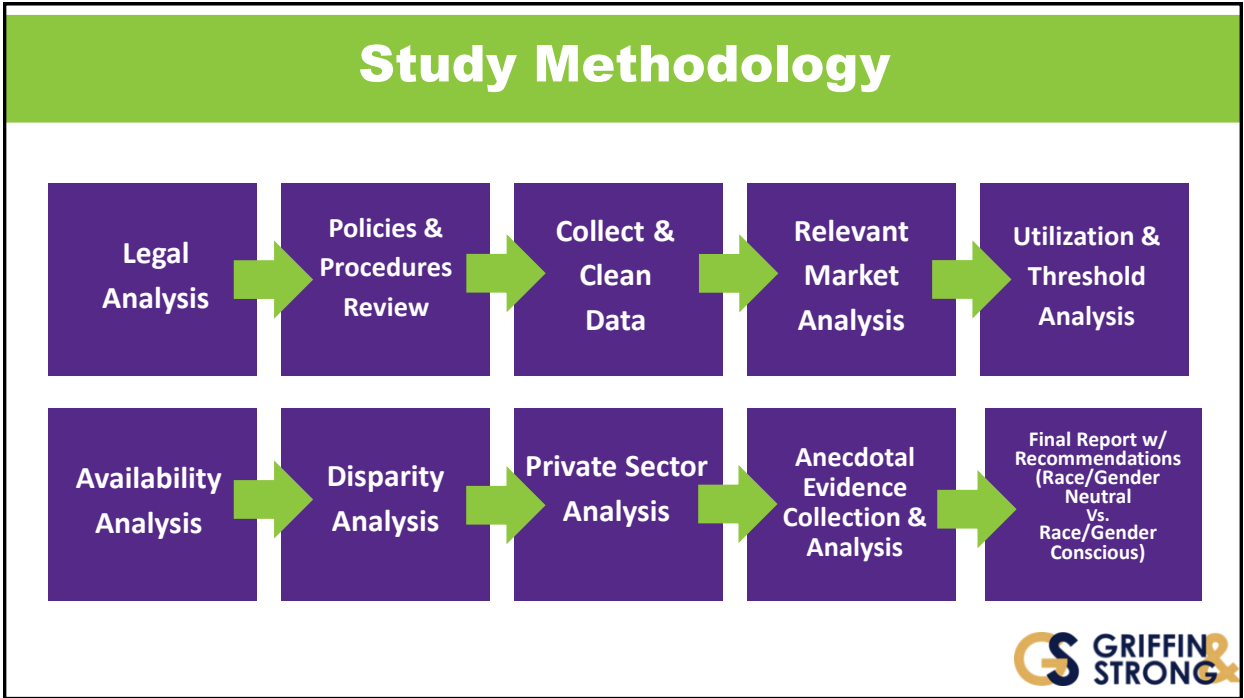 Study Methodology
Legal
Analysis
Policies &
Procedures
Review
Collect &
Clean
Data
Relevant
Market
Analysis
Utilization &
Threshold
Analysis
Availability
Analysis
Disparity
Analysis
Private Sector
Analysis
Anecdotal
Evidence
Collection &
Analysis
Final Report w/
Recommendations
(Race/Gender
Neutral
Vs.
Race/Gender
Conscious)
GS GRIFFIN &
STRONG